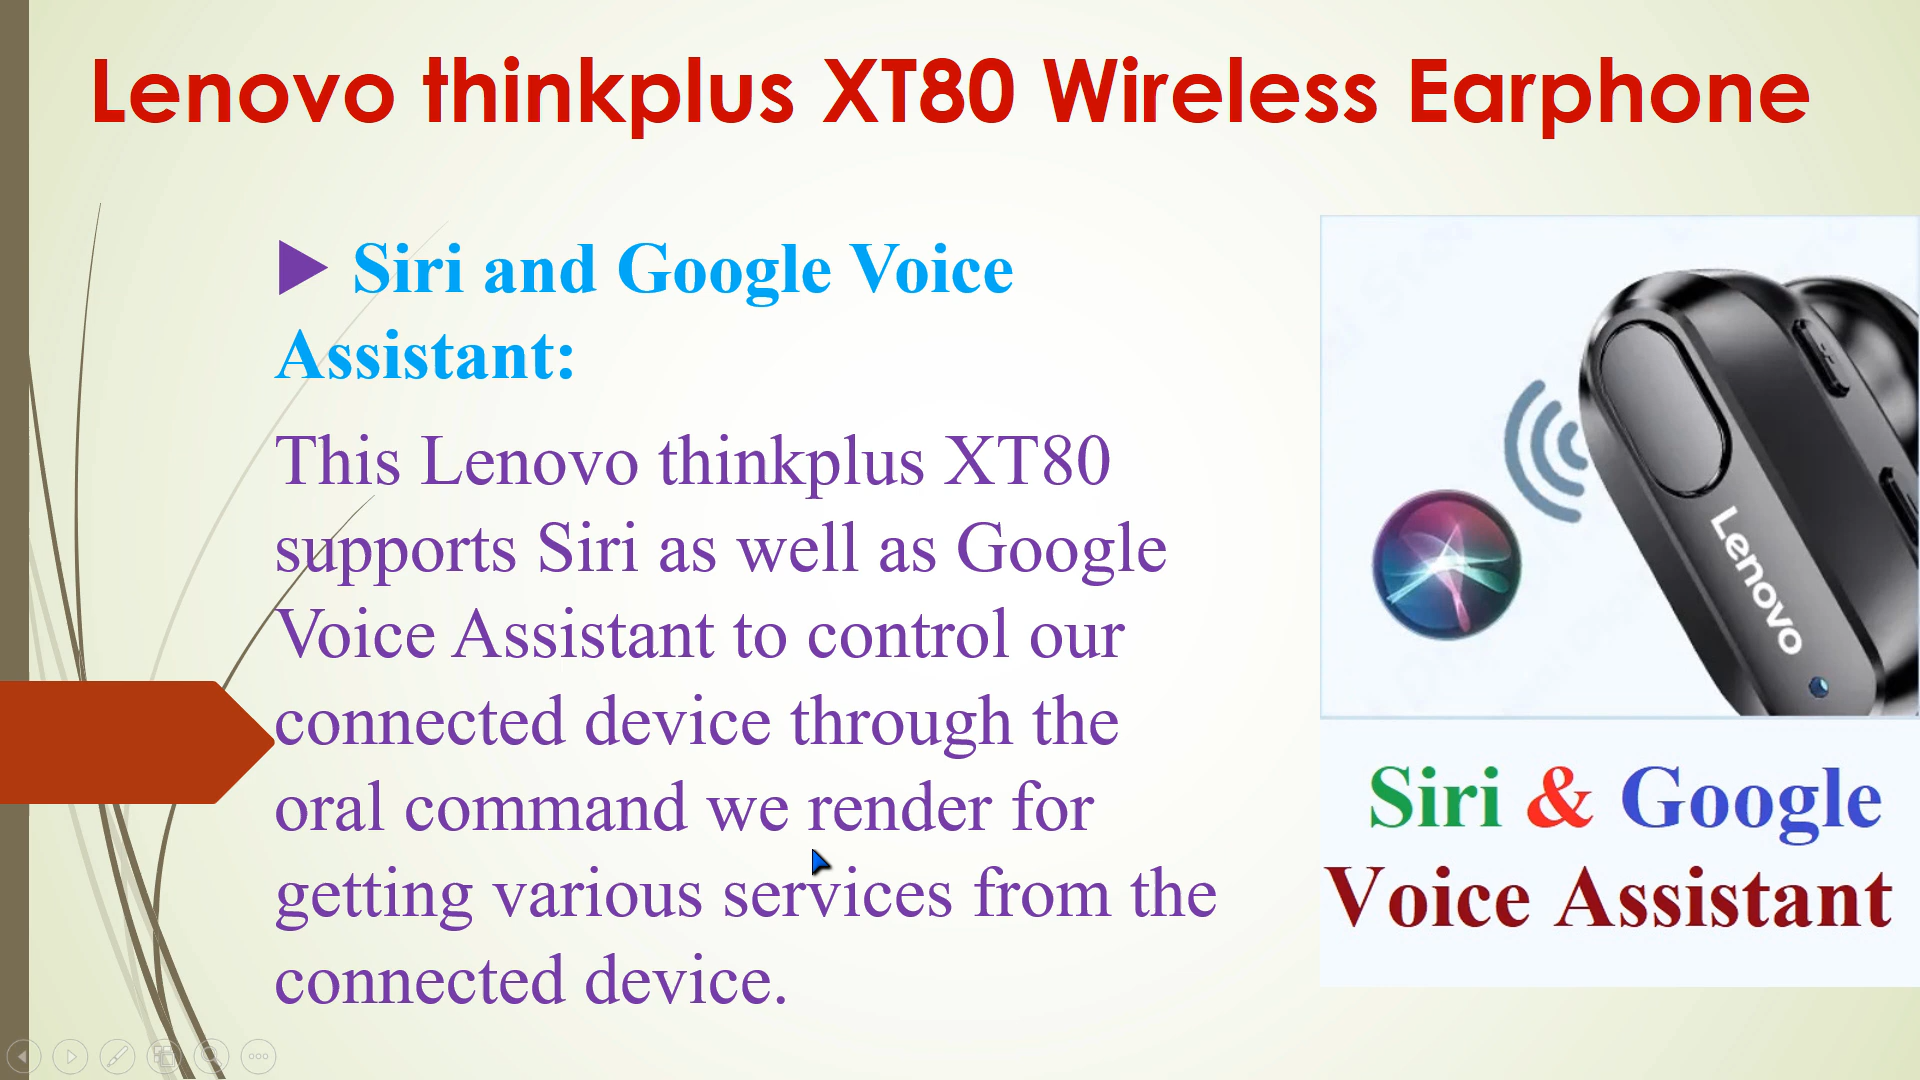 Lenovo thinkplus XT80 Wireless Earphone
Siri and Google Voice
Assistant:
This Lenovo thinkplus XT80
supports Siri as well as Google
Voice Assistant to control our
connected device through the
oral command we render for
getting various services from the
connected device.
Lenovo
Siri & Google
Voice Assistant